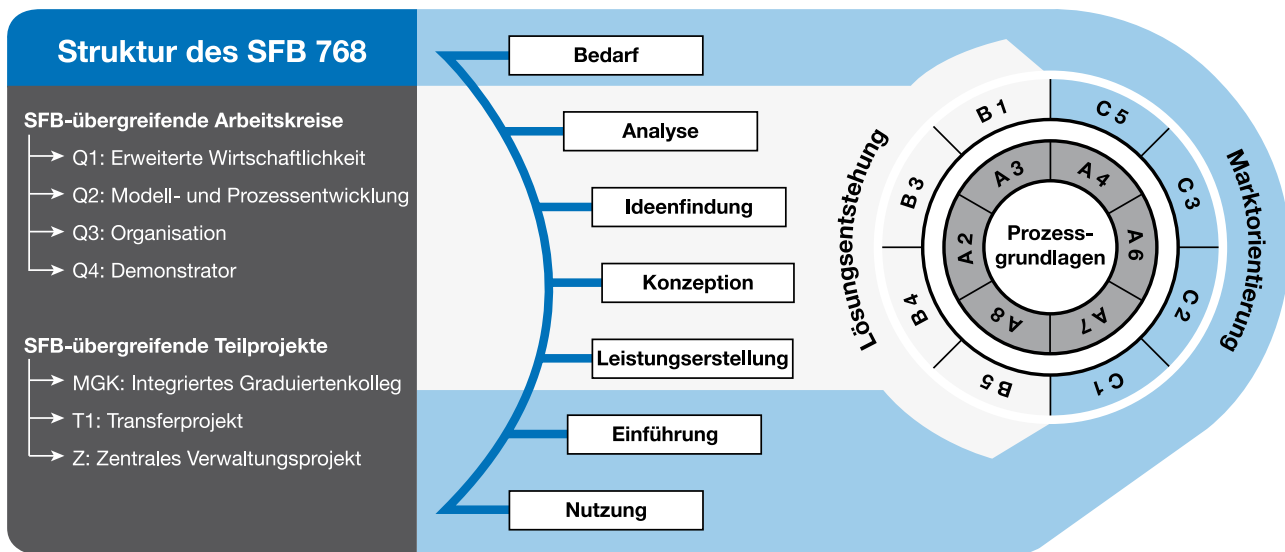 Struktur des SFB 768
SFB-übergreifende Arbeitskreise
Q1: Erweiterte Wirtschaftlichkeit
Q2: Modell- und Prozessentwicklung
Q3: Organisation
Q4: Demonstrator
SFB-übergreifende Teilprojekte
MGK: Integriertes Graduiertenkolleg
T1: Transferprojekt
Z: Zentrales Verwaltungsprojekt
Bedarf
Analyse
Ideenfindung
Konzeption
Leistungserstellung
Einführung
Nutzung
Lösungsentstehung
B 1
B 3
B 4
B 5
C 5
C 3
C 2
C 1
Marktorientierung
A 3
A 4
A 6
A 7
A 8
A 2
Prozess-
grundlagen